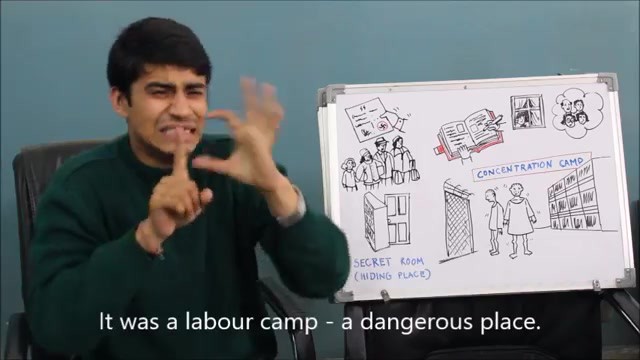 CONCENTRATION CAMP
SECRET ROOM
(HIDING PLACE)
It was a labour camp - a dangerous place.